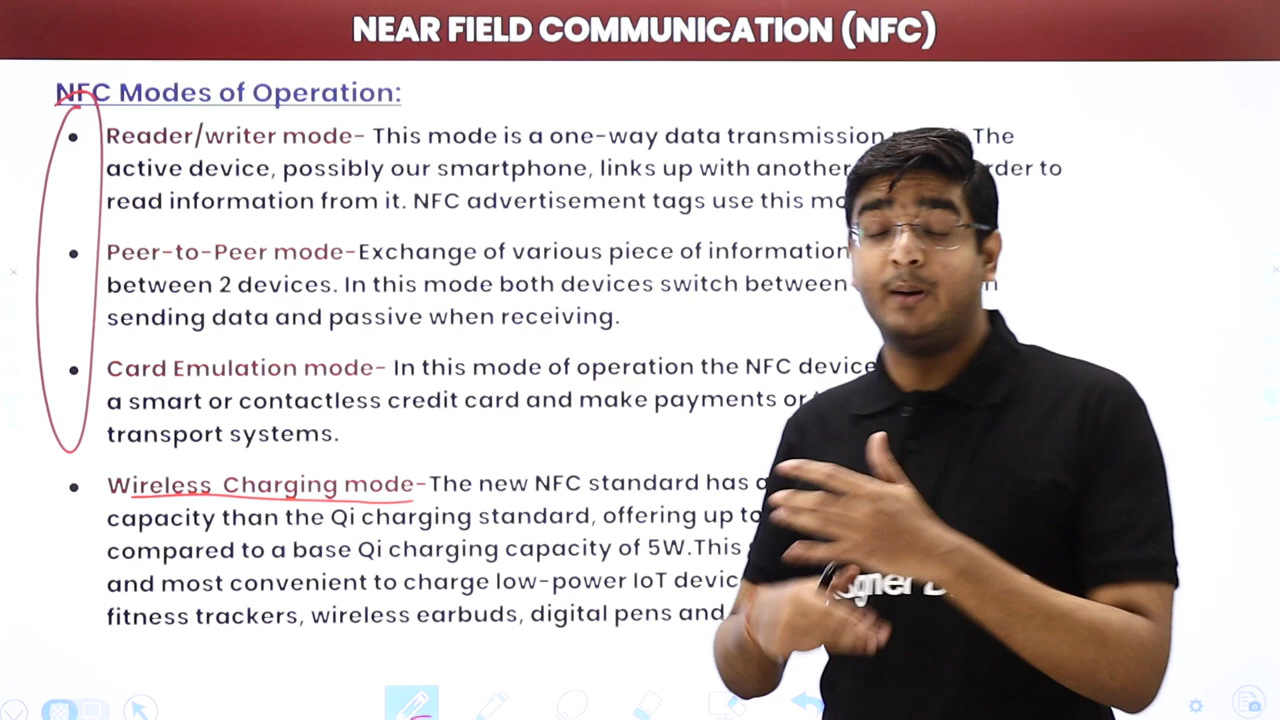 NEAR FIELD COMMUNICATION (NFC)
NFC Modes of Operation:
• Reader/writer mode- This mode is a one-way data transmission The
active device, possibly our smartphone, links up with another to
read information from it. NFC advertisement tags use this
• Peer-to-Peer mode-Exchange of various piece of information
between 2 devices. In this mode both devices switch between
sending data and passive when receiving.
• Card Emulation mode- In this mode of operation the NFC device
a smart or contactless credit card and make payments or
transport systems.
• Wireless Charging mode-The new NFC standard has
capacity than the Qi charging standard, offering up to
compared to a base Qi charging capacity of 5W.This
and most convenient to charge low-power IoT
fitness trackers, wireless earbuds, digital pens and